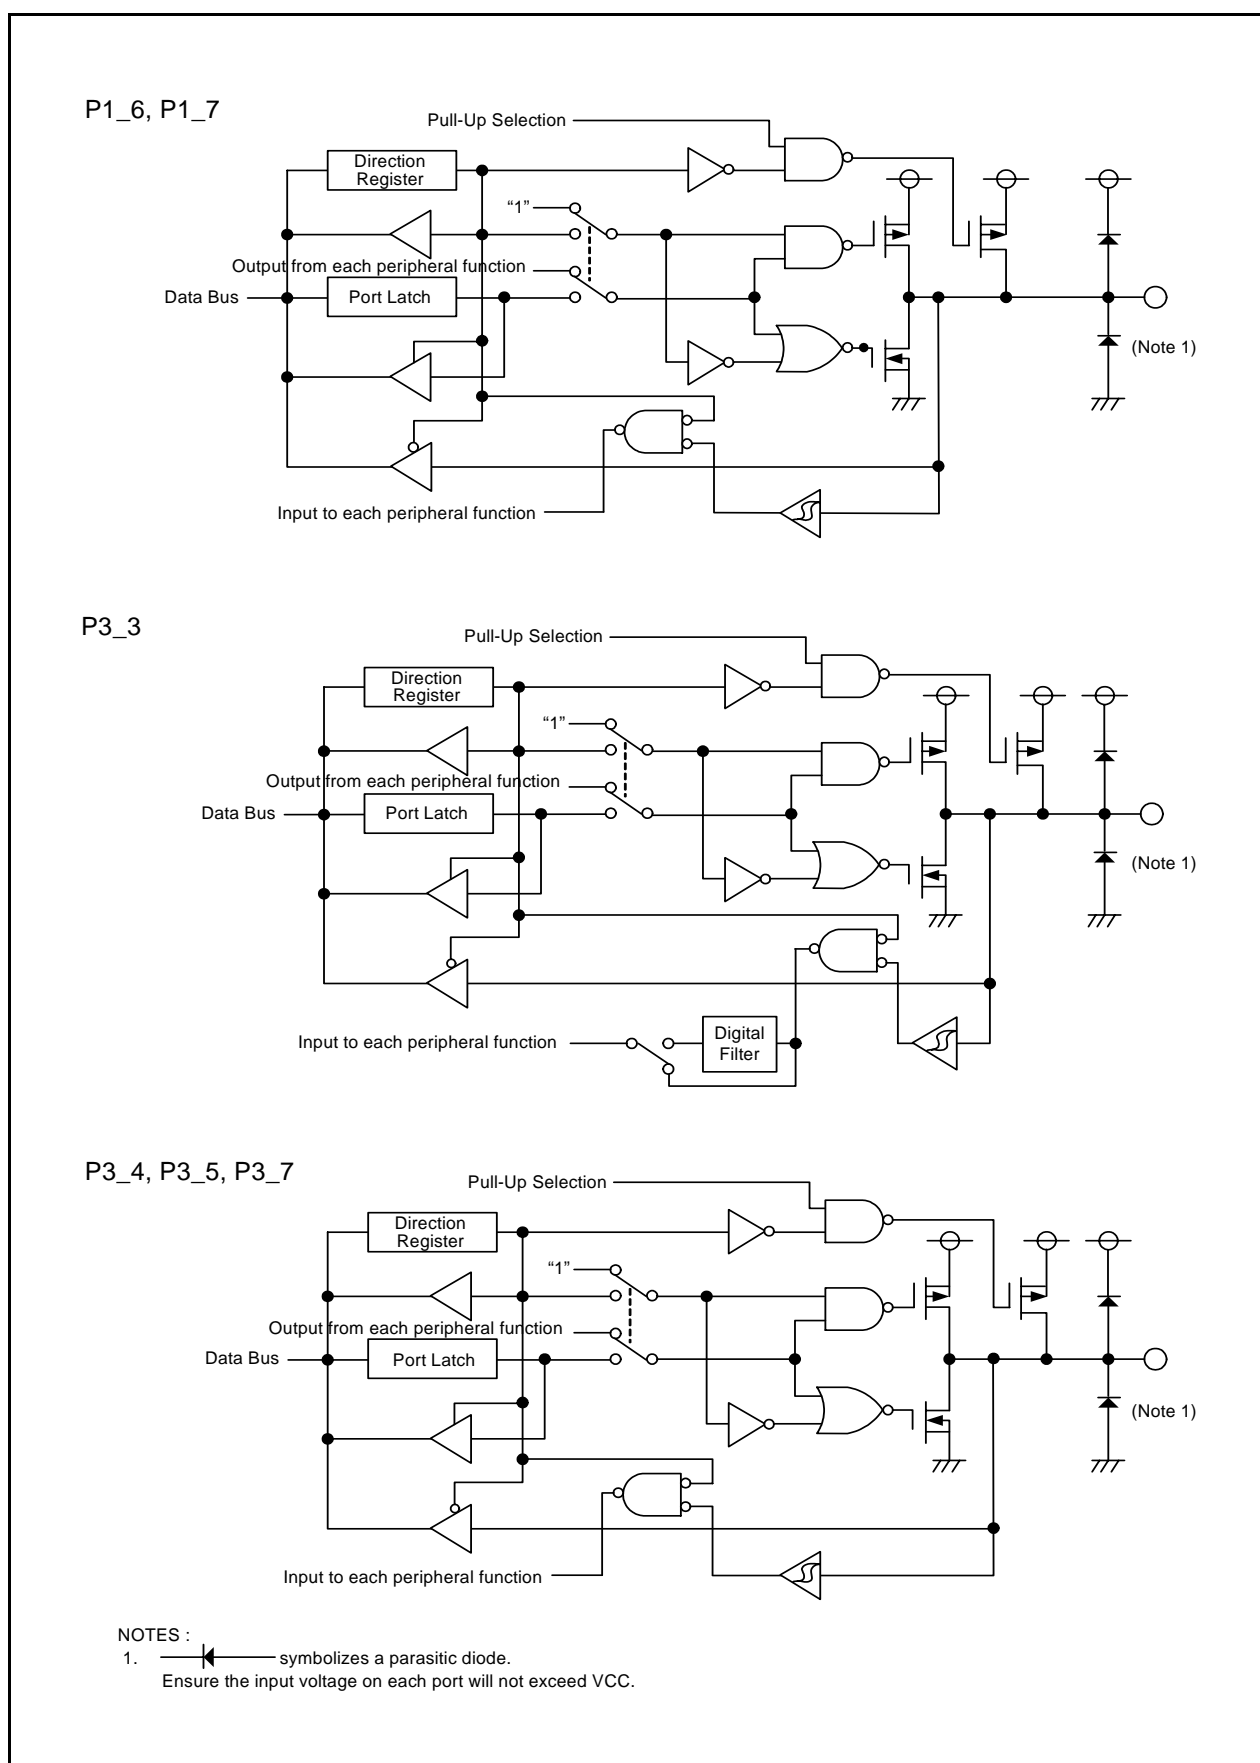 P1_6, P1_7
Pull-Up Selection
Direction
Register
“1”
Output from each peripheral function
Data Bus
Port Latch
(Note 1)
Input to each peripheral function
P3_3
Pull-Up Selection
Direction
Register
“1”
Output from each peripheral function
Data Bus
Port Latch
(Note 1)
Input to each peripheral function
Digital
Filter
P3_4, P3_5, P3_7
Pull-Up Selection
Direction
Register
“1”
Output from each peripheral function
Data Bus
Port Latch
(Note 1)
Input to each peripheral function
NOTES :
1. symbolizes a parasitic diode.
Ensure the input voltage on each port will not exceed VCC.